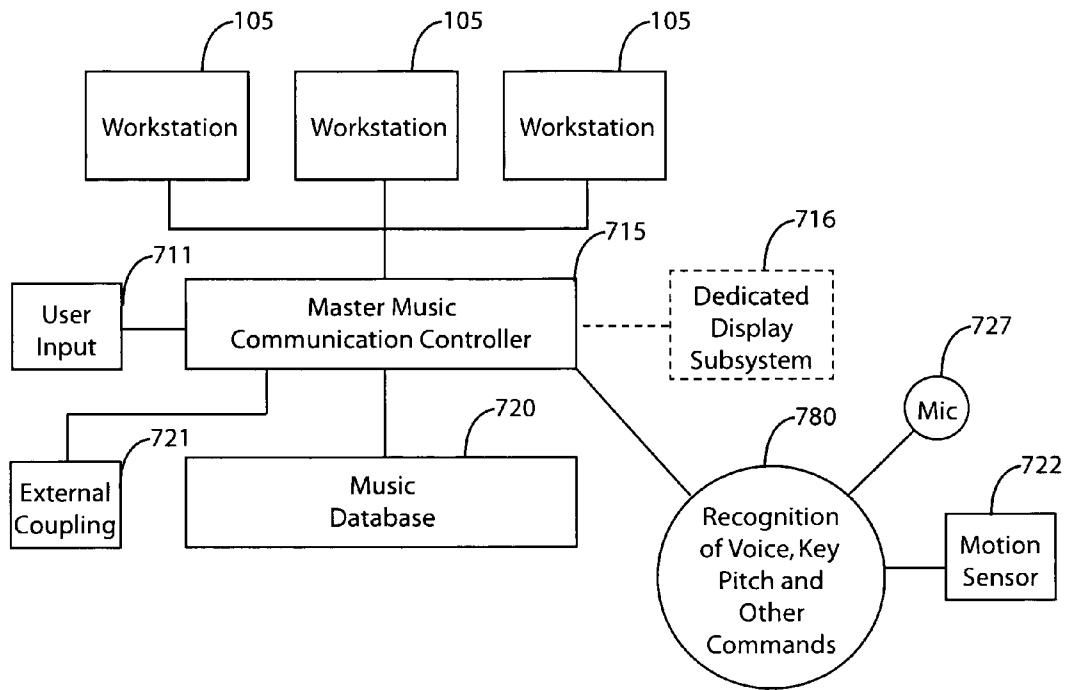 105
105
105
Workstation
Workstation
Workstation
711
715
716
User
Input
Master Music
Communication Controller
Dedicated
Display
Subsystem
727
Mic
721
720
780
722
External
Coupling
Music
Database
Recognition
of Voice, Key
Pitch and
Other
Commands
Motion
Sensor